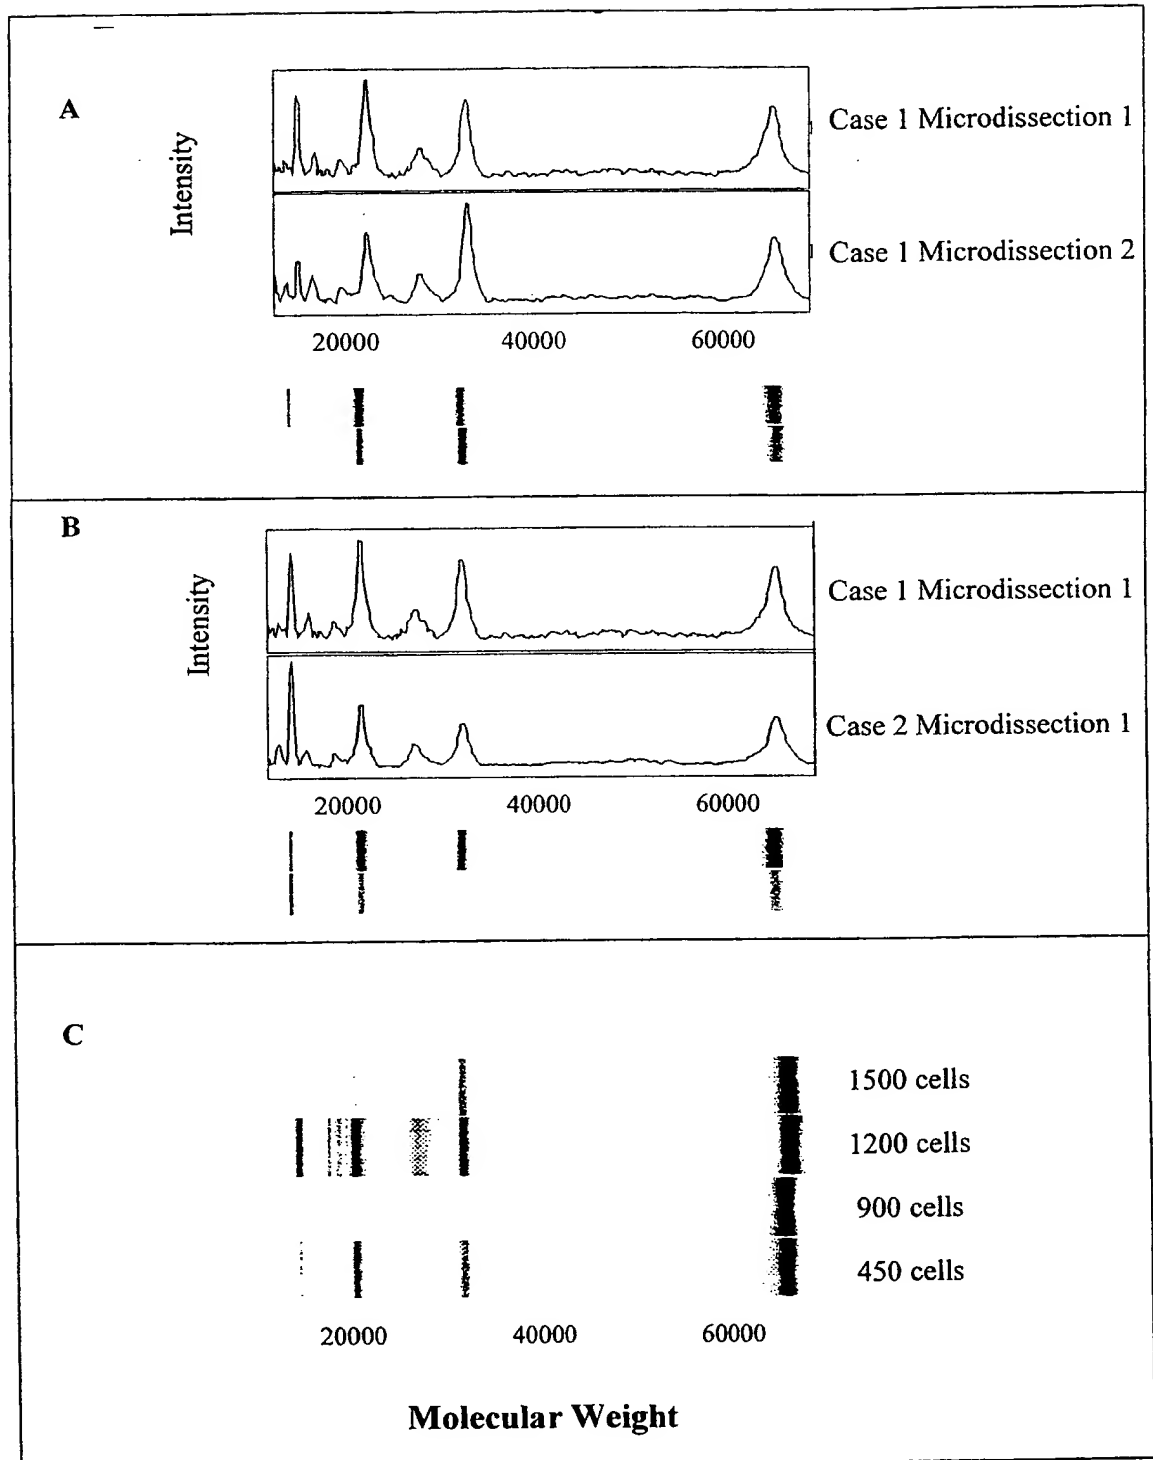 A
Intensity
Case 1 Microdissection 1
Case 1 Microdissection 2
20000 40000 60000
B
Intensity
Case 1 Microdissection 1
Case 2 Microdissection 1
20000 40000 60000
C
1500 cells
1200 cells
900 cells
450 cells
20000 40000 60000
Molecular Weight